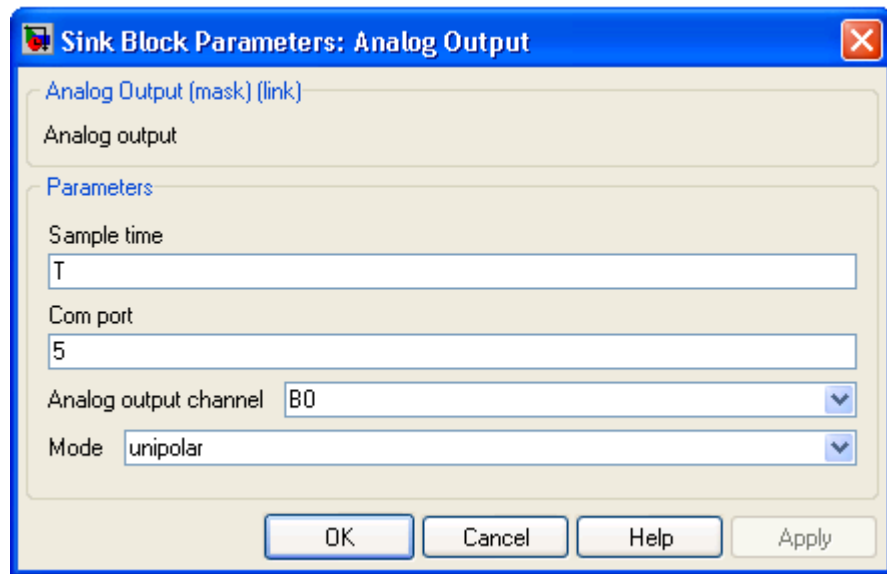 Sink Block Parameters: Analog Output
Analog Output (mask) (link)
Analog output
Parameters
Sample time
T
Com port
5
Analog output channel B0
Mode unipolar
OK Cancel Help Apply